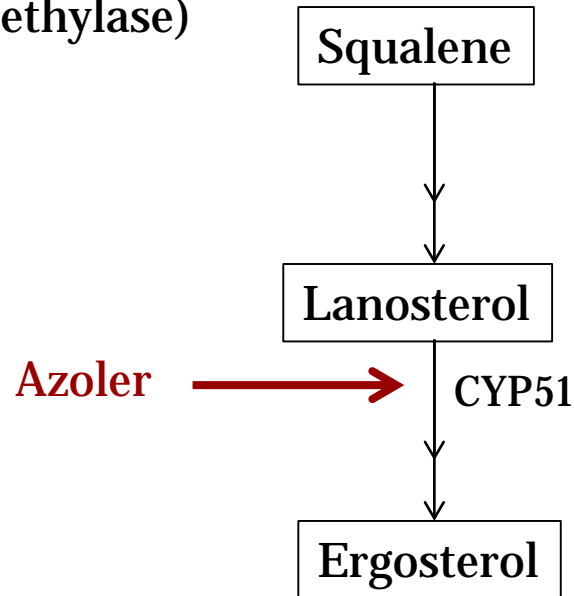 ethylase)
Squalene
Lanosterol
Azoler
CYP51
Ergosterol